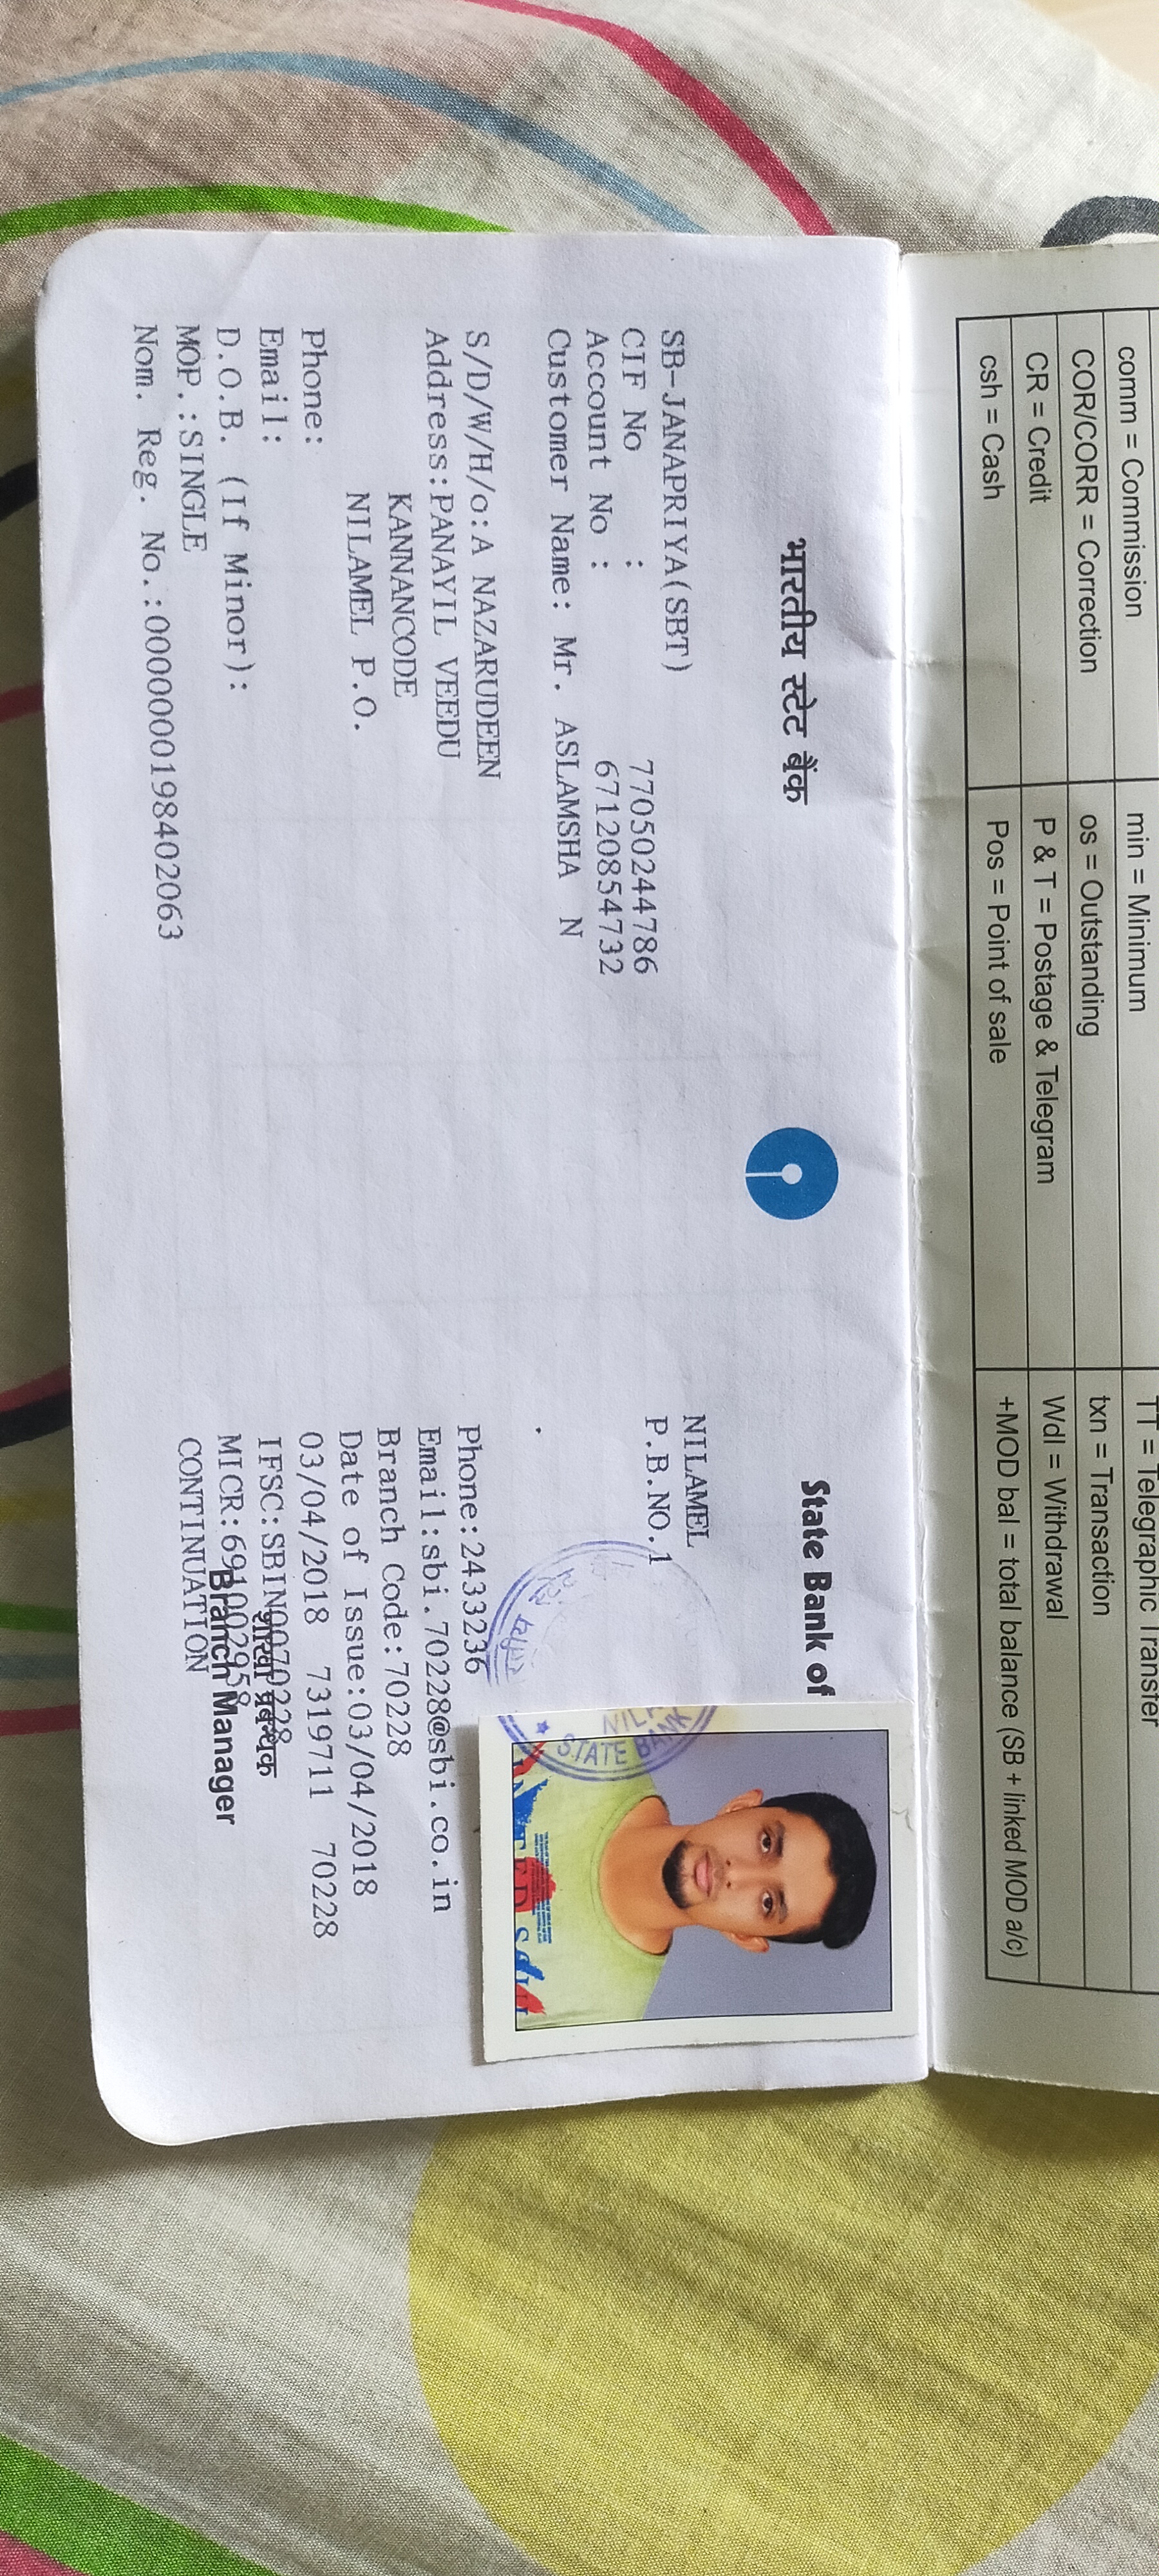 comm = Commission
min = Minimum
TT = Telegraphic Transfer
COR/CORR = Correction
os = Outstanding
txn = Transaction
CR = Credit
P & T = Postage & Telegram
Wdl = Withdrawal
csh = Cash
Pos = Point of sale
+MOD bal = total balance (SB + linked MOD a/c)
भारतीय स्टेट बैंक
State Bank of
SB-JANAPRIYA(SBT)
CIF No : 77050244786
Account No : 67120854732
Customer Name: Mr. ASLAMSHA N
S/D/W/H/o:A NAZARUDEEN
Address:PANAYIL VEEDU
KANNANCODE
NILAMEL P.O.
Phone:
Email:
D.O.B. (If Minor):
MOP.:SINGLE
Nom. Reg. No.:0000000198402063
NILAMEL
P.B.NO.1
.
STATE BANK
Phone:2433236
Email:sbi.70228@sbi.co.in
Branch Code:70228
Date of Issue:03/04/2018
03/04/2018 7319711 70228
IFSC:SBIN0070228
शाखा प्रबन्धक
MICR:691002958
Branch Manager
CONTINUATION